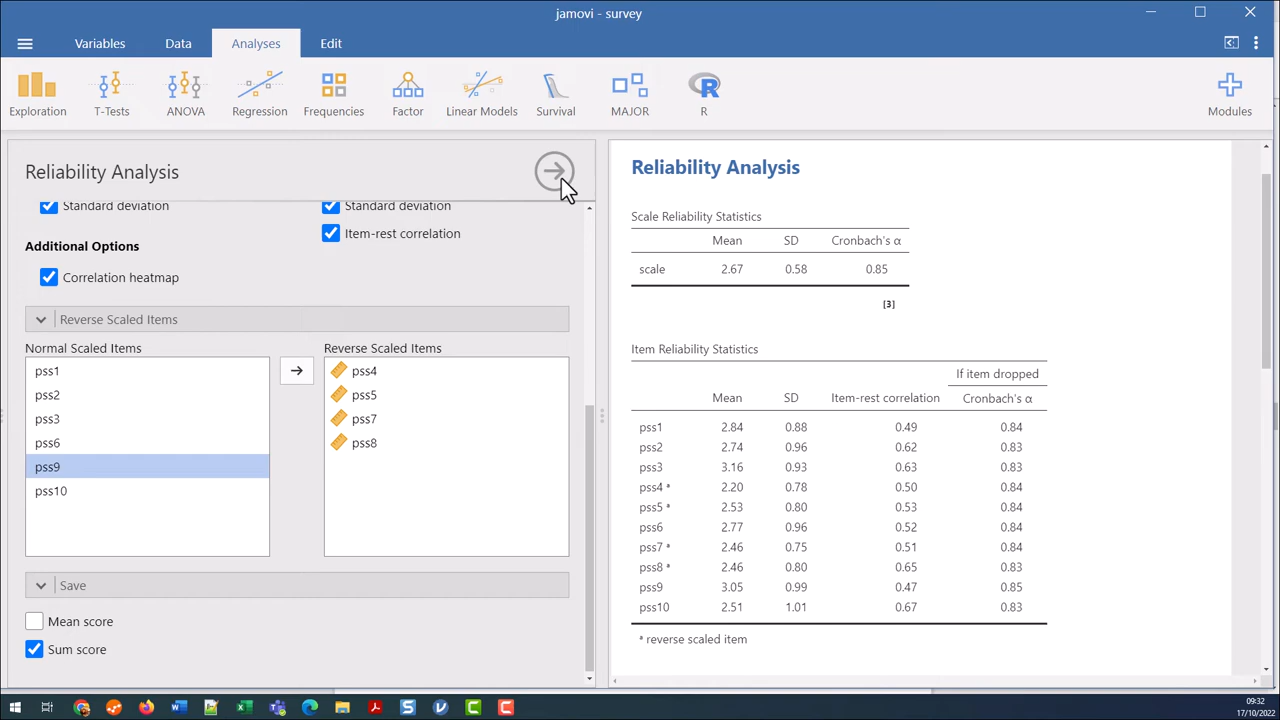 jamovi - survey
Variables Data Analyses Edit
Exploration T-Tests ANOVA Regression Frequencies Factor Linear Models Survival MAJOR R Modules
Reliability Analysis
Standard deviation Standard deviation
Item-rest correlation
Additional Options
Correlation heatmap
Reverse Scaled Items
Normal Scaled Items Reverse Scaled Items
pss1 pss4
pss2 pss5
pss3 pss7
pss6 pss8
pss9
pss10
Save
Mean score
Sum score
Reliability Analysis
Scale Reliability Statistics
Mean SD Cronbach's α
scale 2.67 0.58 0.85
[3]
Item Reliability Statistics
If item dropped
Mean SD Item-rest correlation Cronbach's α
pss1 2.84 0.88 0.49 0.84
pss2 2.74 0.96 0.62 0.83
pss3 3.16 0.93 0.63 0.83
pss4 ᵃ 2.20 0.78 0.50 0.84
pss5 ᵃ 2.53 0.80 0.53 0.84
pss6 2.77 0.96 0.52 0.84
pss7 ᵃ 2.46 0.75 0.51 0.84
pss8 ᵃ 2.46 0.80 0.65 0.83
pss9 3.05 0.99 0.47 0.85
pss10 2.51 1.01 0.67 0.83
ᵃ reverse scaled item
09:32
17/10/2022